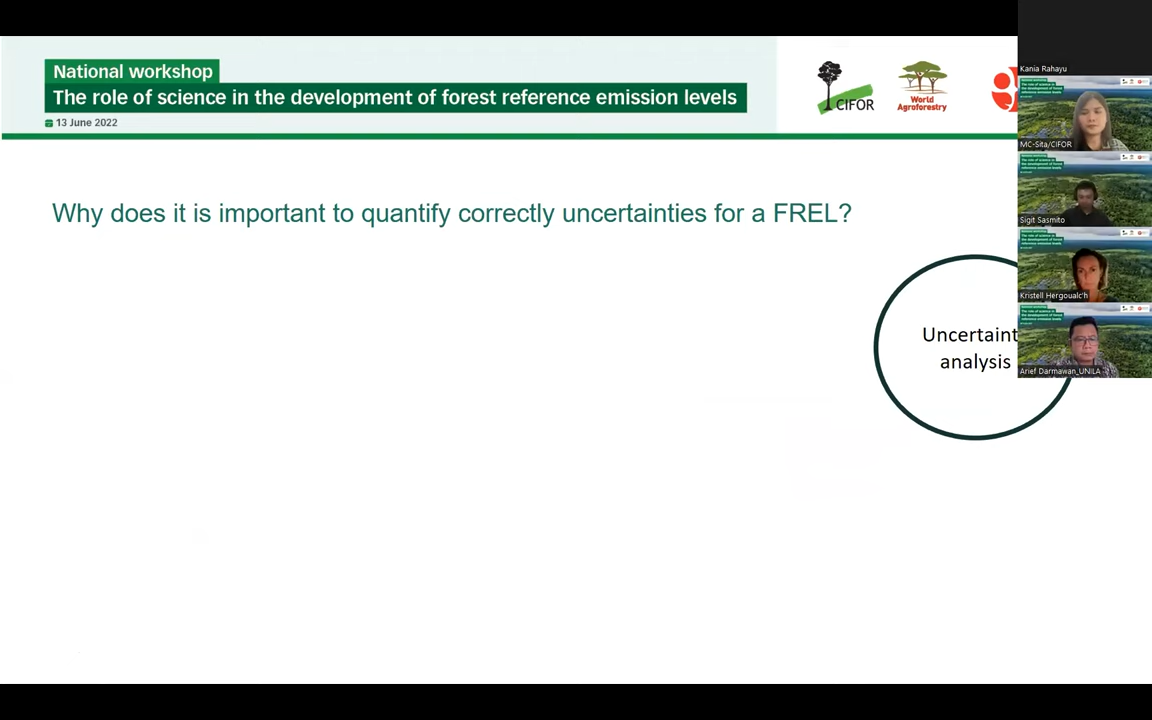 National workshop
The role of science in the development of forest reference emission levels
13 June 2022
CIFOR
World
Agroforestry
Kania Rahayu
MC-Sita/CIFOR
Sigit Sasmito
Kristell Hergoualc'h
Arief Darmawan_UNILA
Why does it is important to quantify correctly uncertainties for a FREL?
Uncertaint
analysis